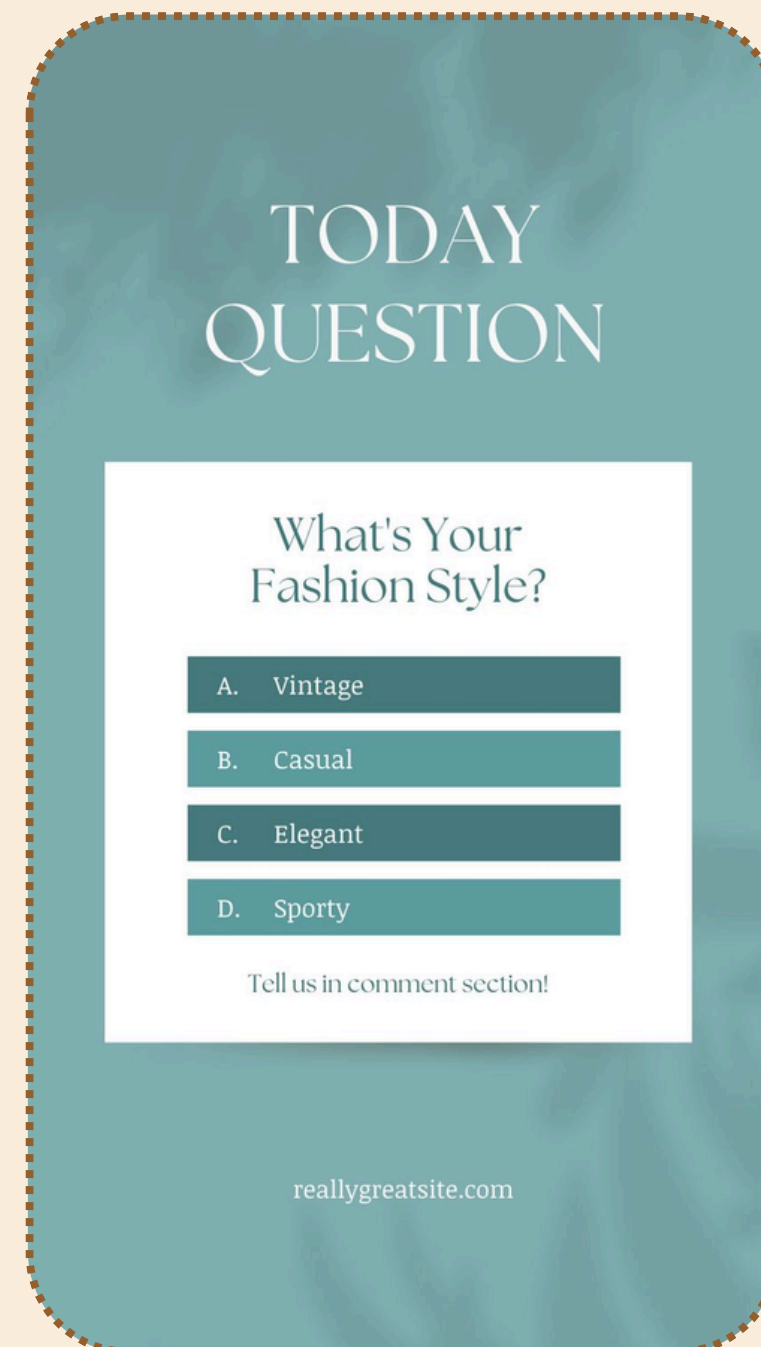 TODAY
QUESTION
What's Your
Fashion Style?
A. Vintage
B. Casual
C. Elegant
D. Sporty
Tell us in comment section!
reallygreatsite.com